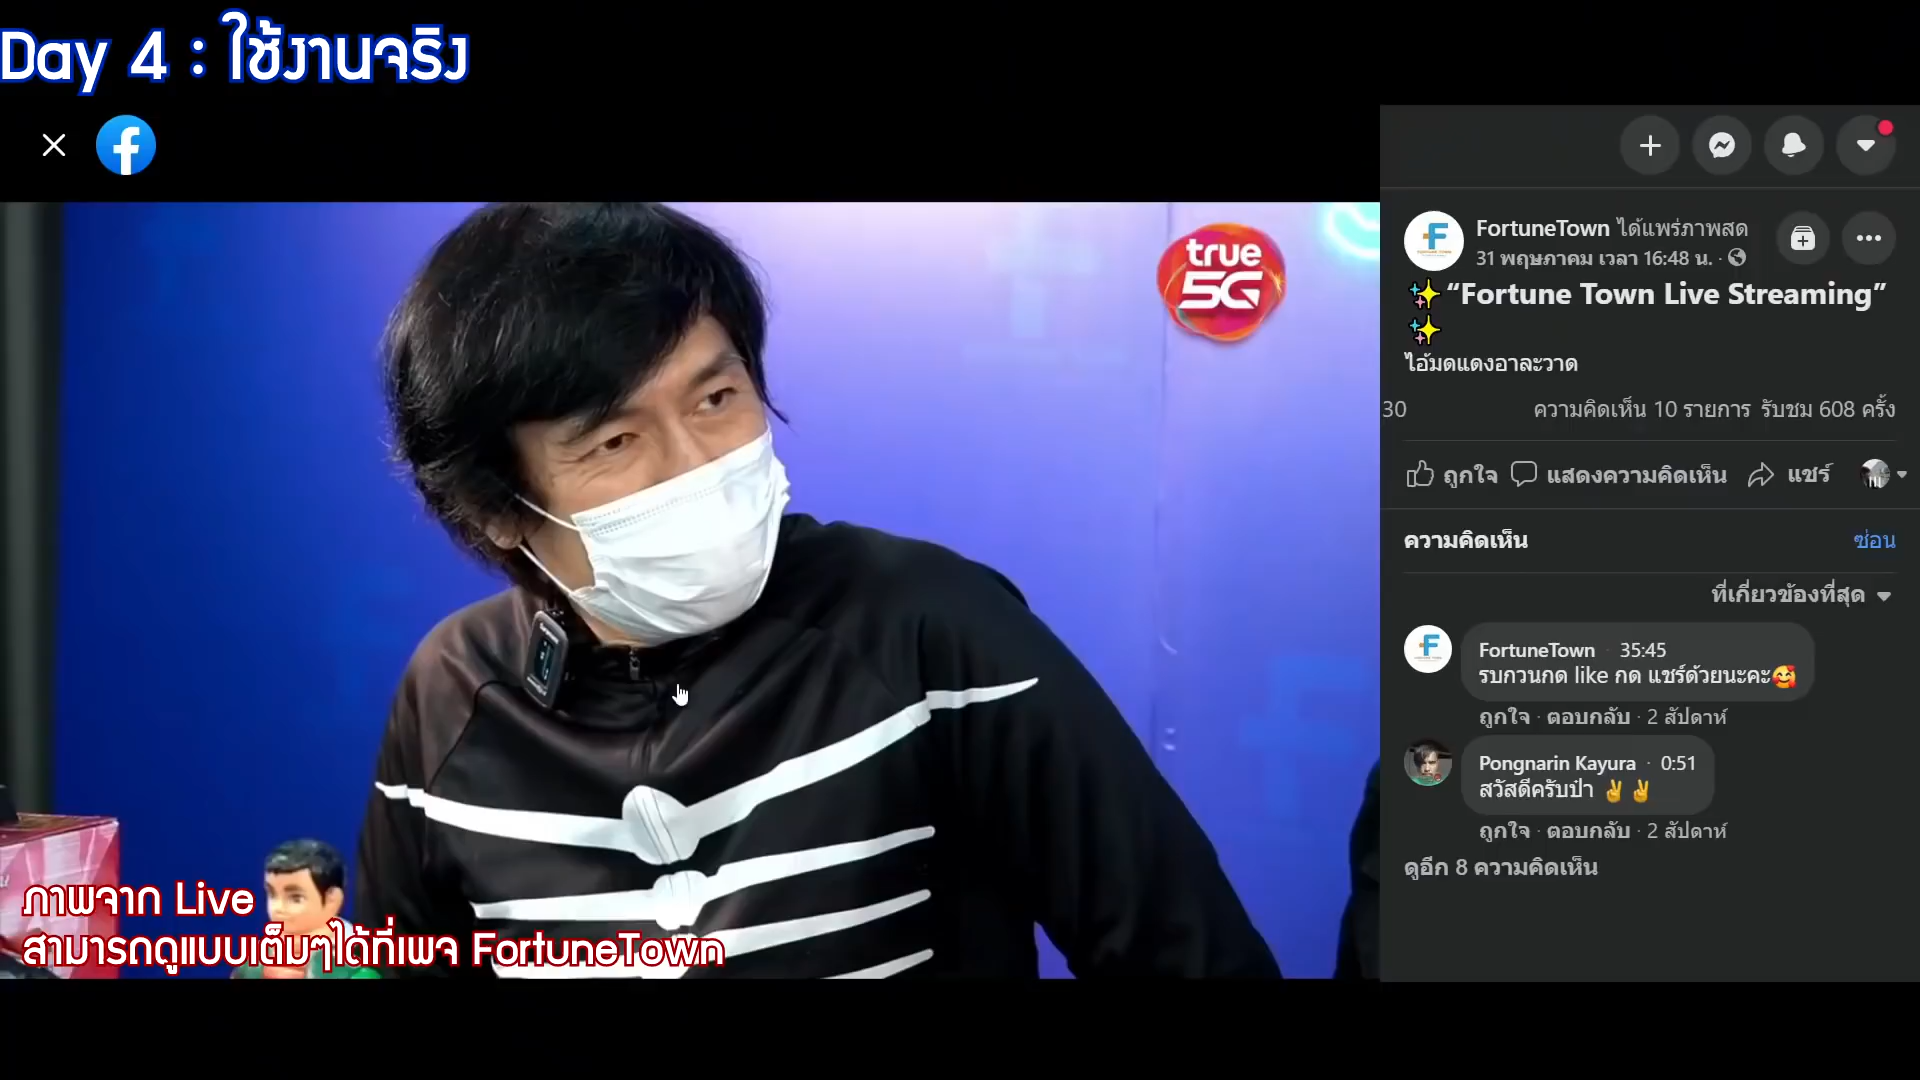 Day 4 : ใช้งานจริง
true
5G
FortuneTown ได้แพร่ภาพสด
31 พฤษภาคม เวลา 16:48 น. ·
✨“Fortune Town Live Streaming”
✨
ไอ้มดแดงอาละวาด
30 ความคิดเห็น 10 รายการ รับชม 608 ครั้ง
ถูกใจ แสดงความคิดเห็น แชร์
ความคิดเห็น ซ่อน
ที่เกี่ยวข้องที่สุด
FortuneTown · 35:45
รบกวนกด like กด แชร์ด้วยนะคะ🥰
ถูกใจ · ตอบกลับ · 2 สัปดาห์
Pongnarin Kayura · 0:51
สวัสดีครับป๋า ✌✌
ถูกใจ · ตอบกลับ · 2 สัปดาห์
ดูอีก 8 ความคิดเห็น
ภาพจาก Live
สามารถดูแบบเต็มๆได้ที่เพจ FortuneTown